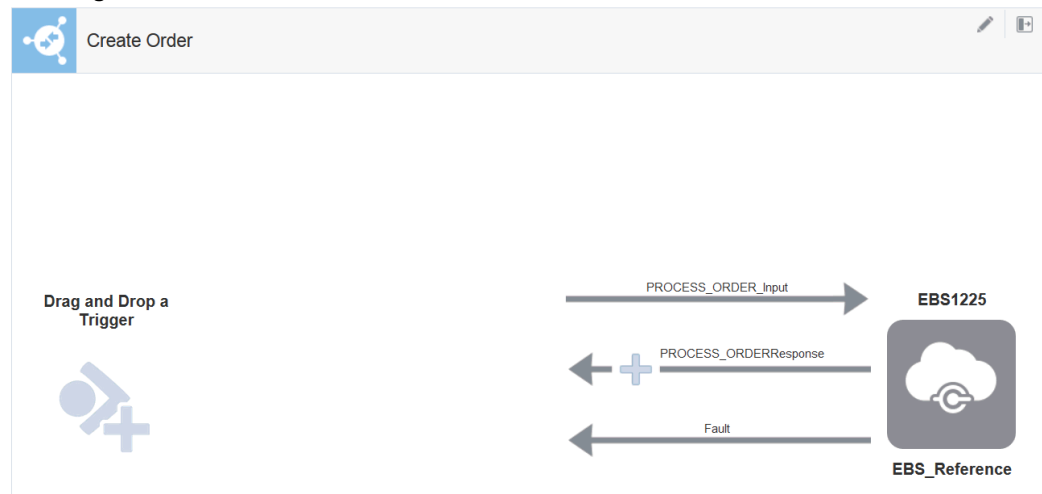 Create Order
Drag and Drop a
Trigger
PROCESS_ORDER_Input
EBS1225
PROCESS_ORDERResponse
Fault
EBS_Reference